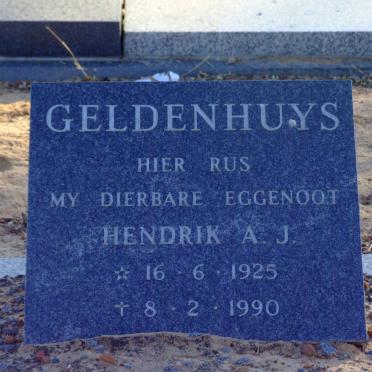 GELDENHUYS
HIER RUS
MY DIERBARE EGGENOOT
HENDRIK A. J.
☆ 16 · 6 · 1925
✝ 8 · 2 · 1990